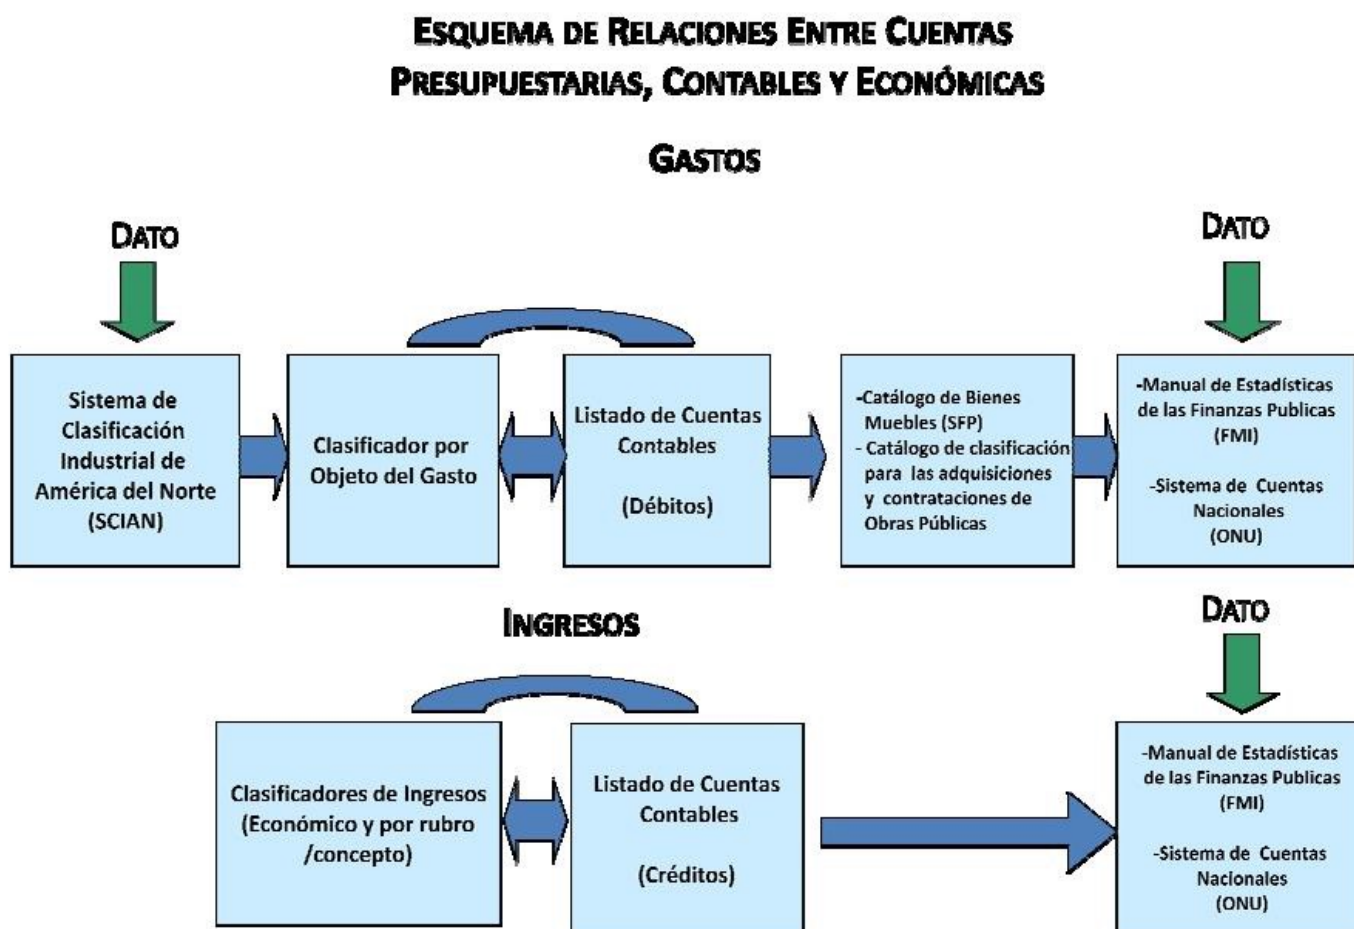 ESQUEMA DE RELACIONES ENTRE CUENTAS
PRESUPUESTARIAS, CONTABLES Y ECONÓMICAS
GASTOS
DATO
DATO
Sistema de
Clasificación
Industrial de
América del Norte
(SCIAN)
Clasificador por
Objeto del Gasto
Listado de Cuentas
Contables
(Débitos)
-Catálogo de Bienes
Muebles (SFP)
- Catálogo de clasificación
para las adquisiciones
y contrataciones de
Obras Públicas
-Manual de Estadísticas
de las Finanzas Publicas
(FMI)
-Sistema de Cuentas
Nacionales
(ONU)
INGRESOS
DATO
Clasificadores de Ingresos
(Económico y por rubro
/concepto)
Listado de Cuentas
Contables
(Créditos)
-Manual de Estadísticas
de las Finanzas Publicas
(FMI)
-Sistema de Cuentas
Nacionales
(ONU)